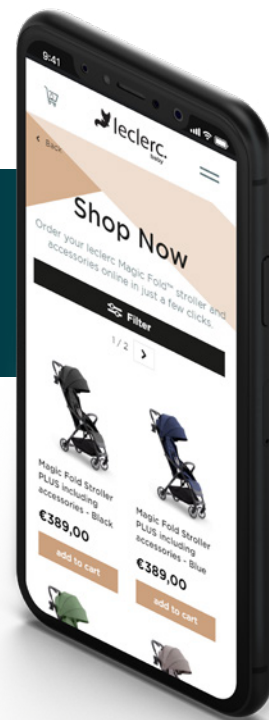 9:41
leclerc.
baby
< Back
Shop Now
Order your leclerc Magic Fold™ stroller and
accessories online in just a few clicks.
Filter
1 / 2 >
Magic Fold Stroller
PLUS including
accessories - Black
€389,00
add to cart
Magic Fold Stroller
PLUS including
accessories - Blue
€389,00
add to cart